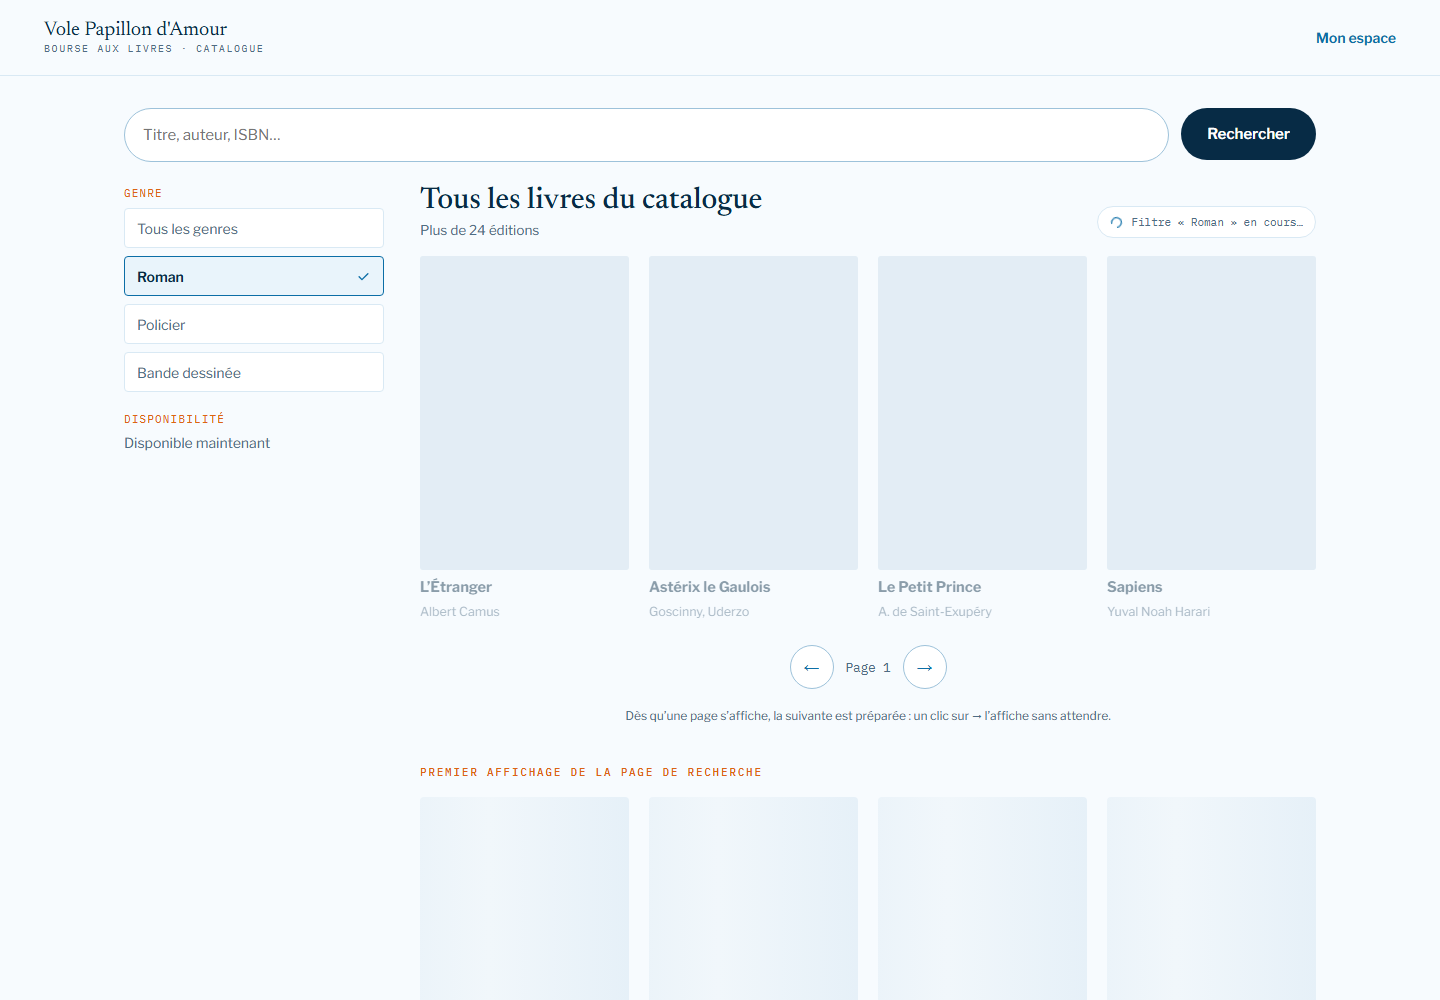 Vole Papillon d'Amour
BOURSE AUX LIVRES · CATALOGUE
Mon espace
Titre, auteur, ISBN...
Rechercher
GENRE
Tous les genres
Roman
Policier
Bande dessinée
DISPONIBILITÉ
Disponible maintenant
Tous les livres du catalogue
Plus de 24 éditions
Filtre « Roman » en cours…
L’Étranger
Albert Camus
Astérix le Gaulois
Goscinny, Uderzo
Le Petit Prince
A. de Saint-Exupéry
Sapiens
Yuval Noah Harari
← Page 1 →
Dès qu’une page s’affiche, la suivante est préparée : un clic sur → l’affiche sans attendre.
PREMIER AFFICHAGE DE LA PAGE DE RECHERCHE